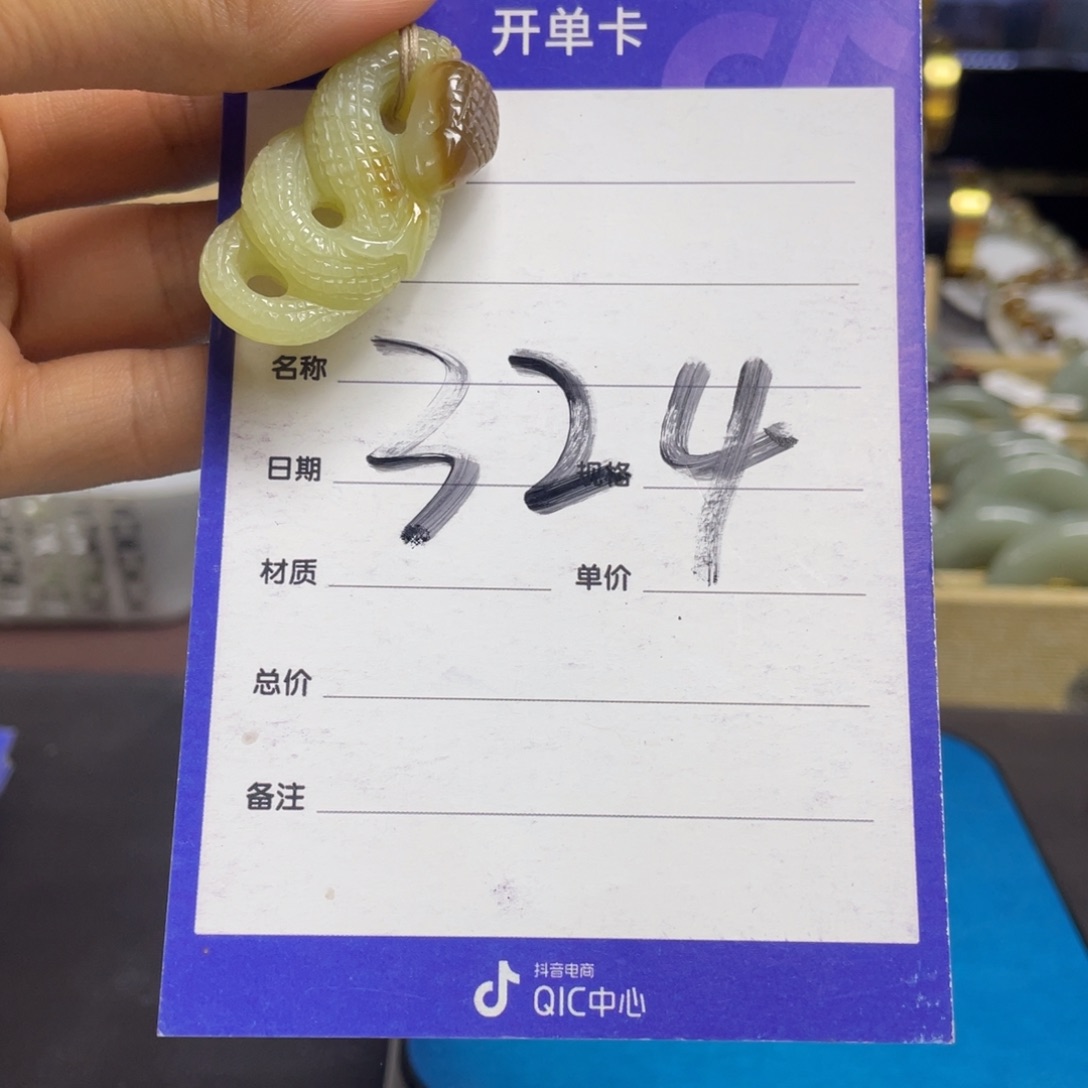 开单卡
名称
324
日期 规格
材质 单价
总价
备注
抖音电商
QIC中心